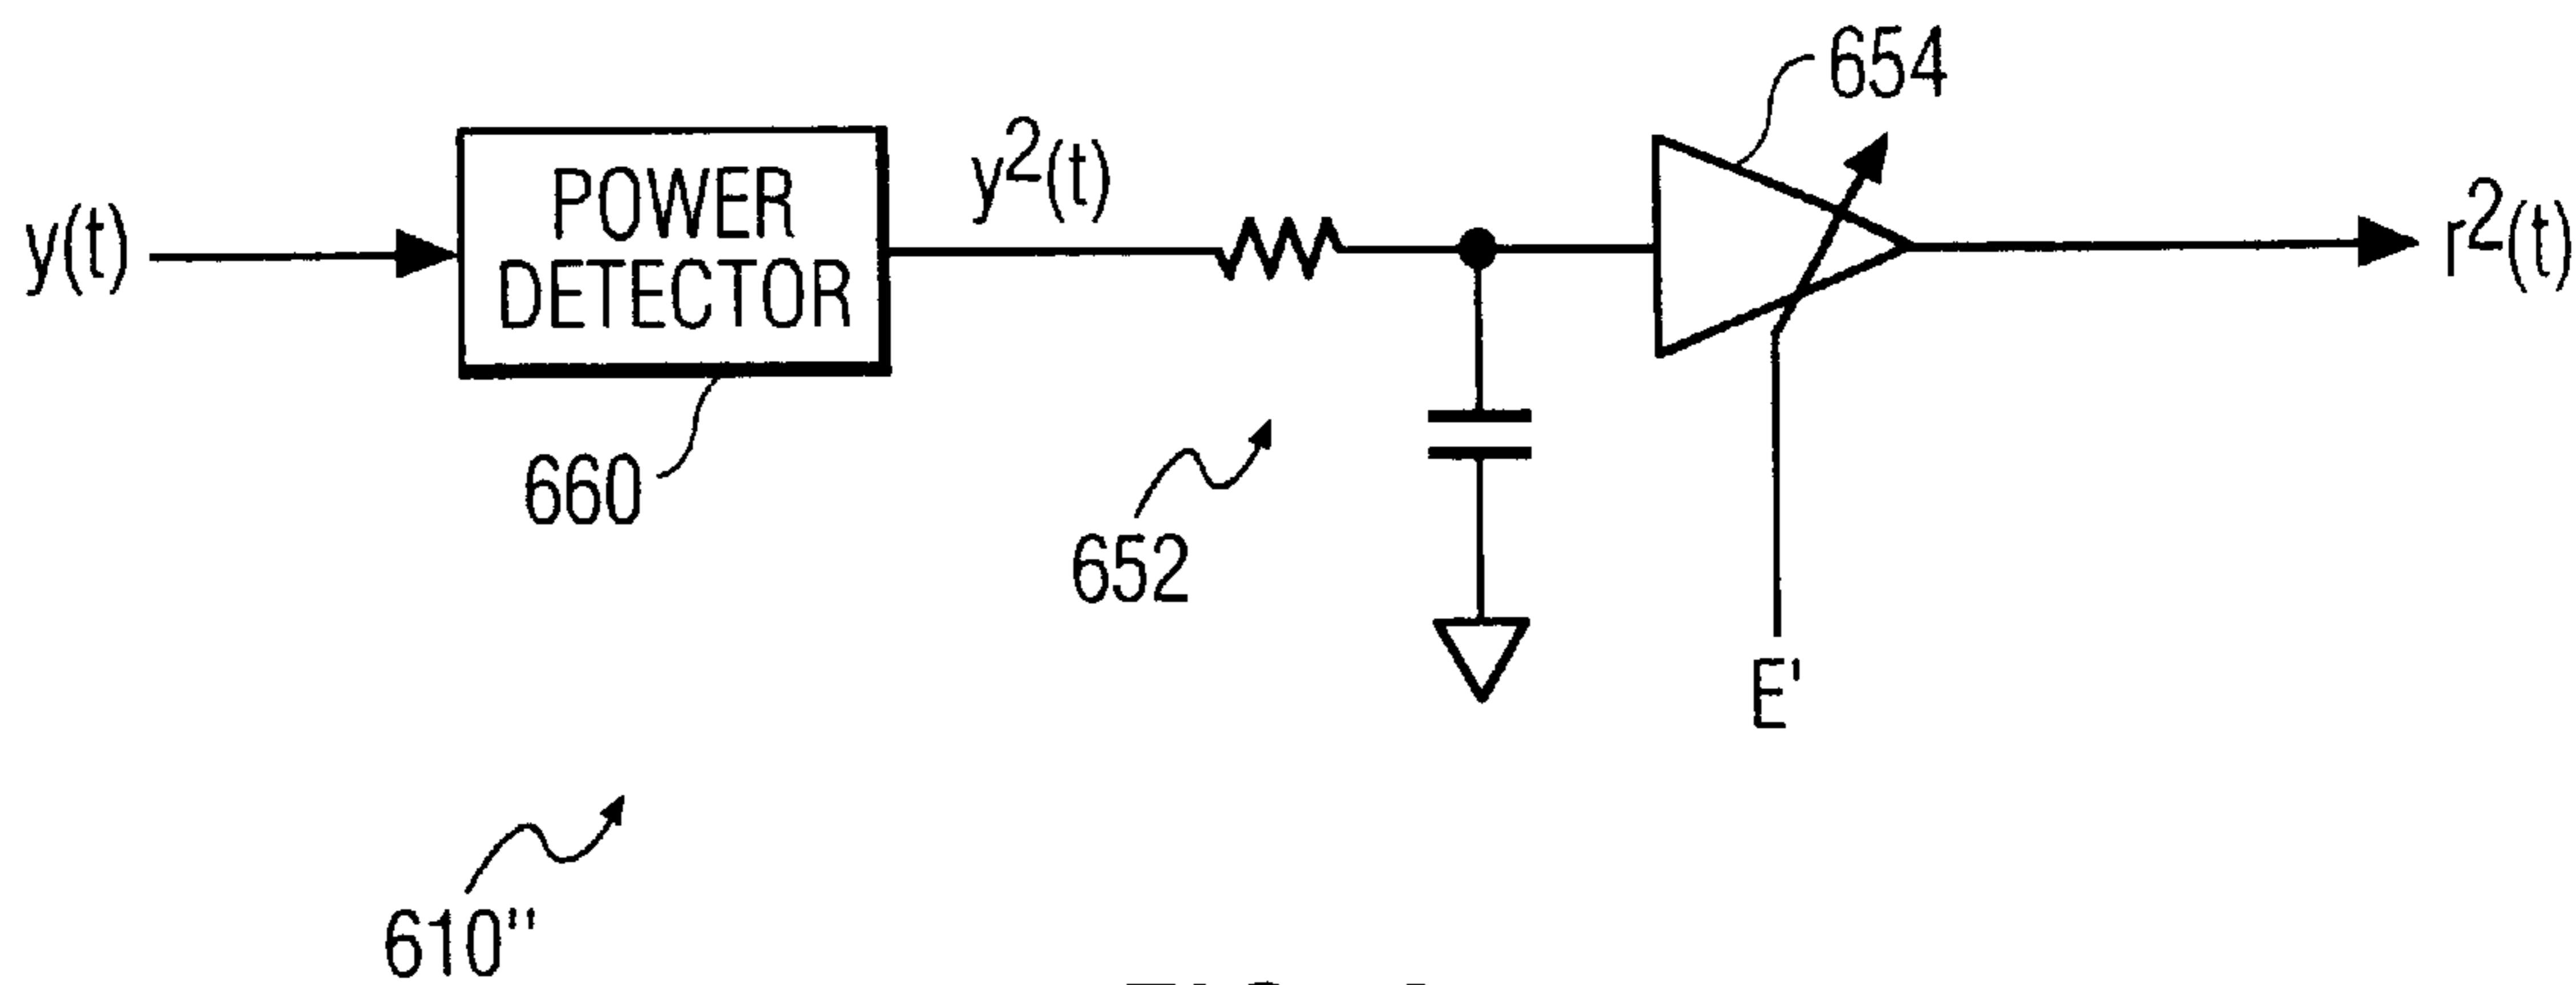 654
POWER
DETECTOR
y²(t)
y(t)
r²(t)
660
652
E'
610"